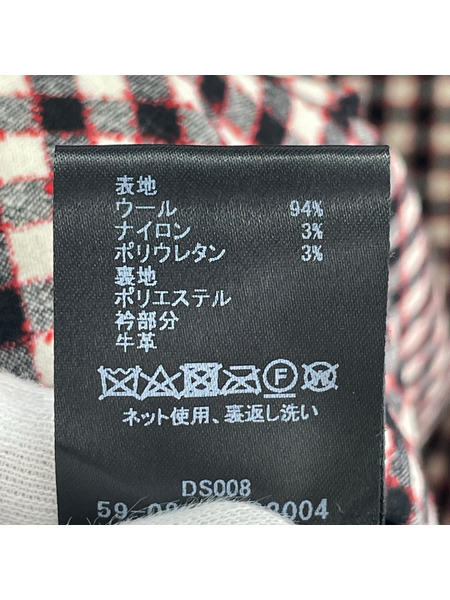 表地
ウール 94%
ナイロン 3%
ポリウレタン 3%
裏地
ポリエステル
衿部分
牛革
F W
ネット使用、裏返し洗い
DS008